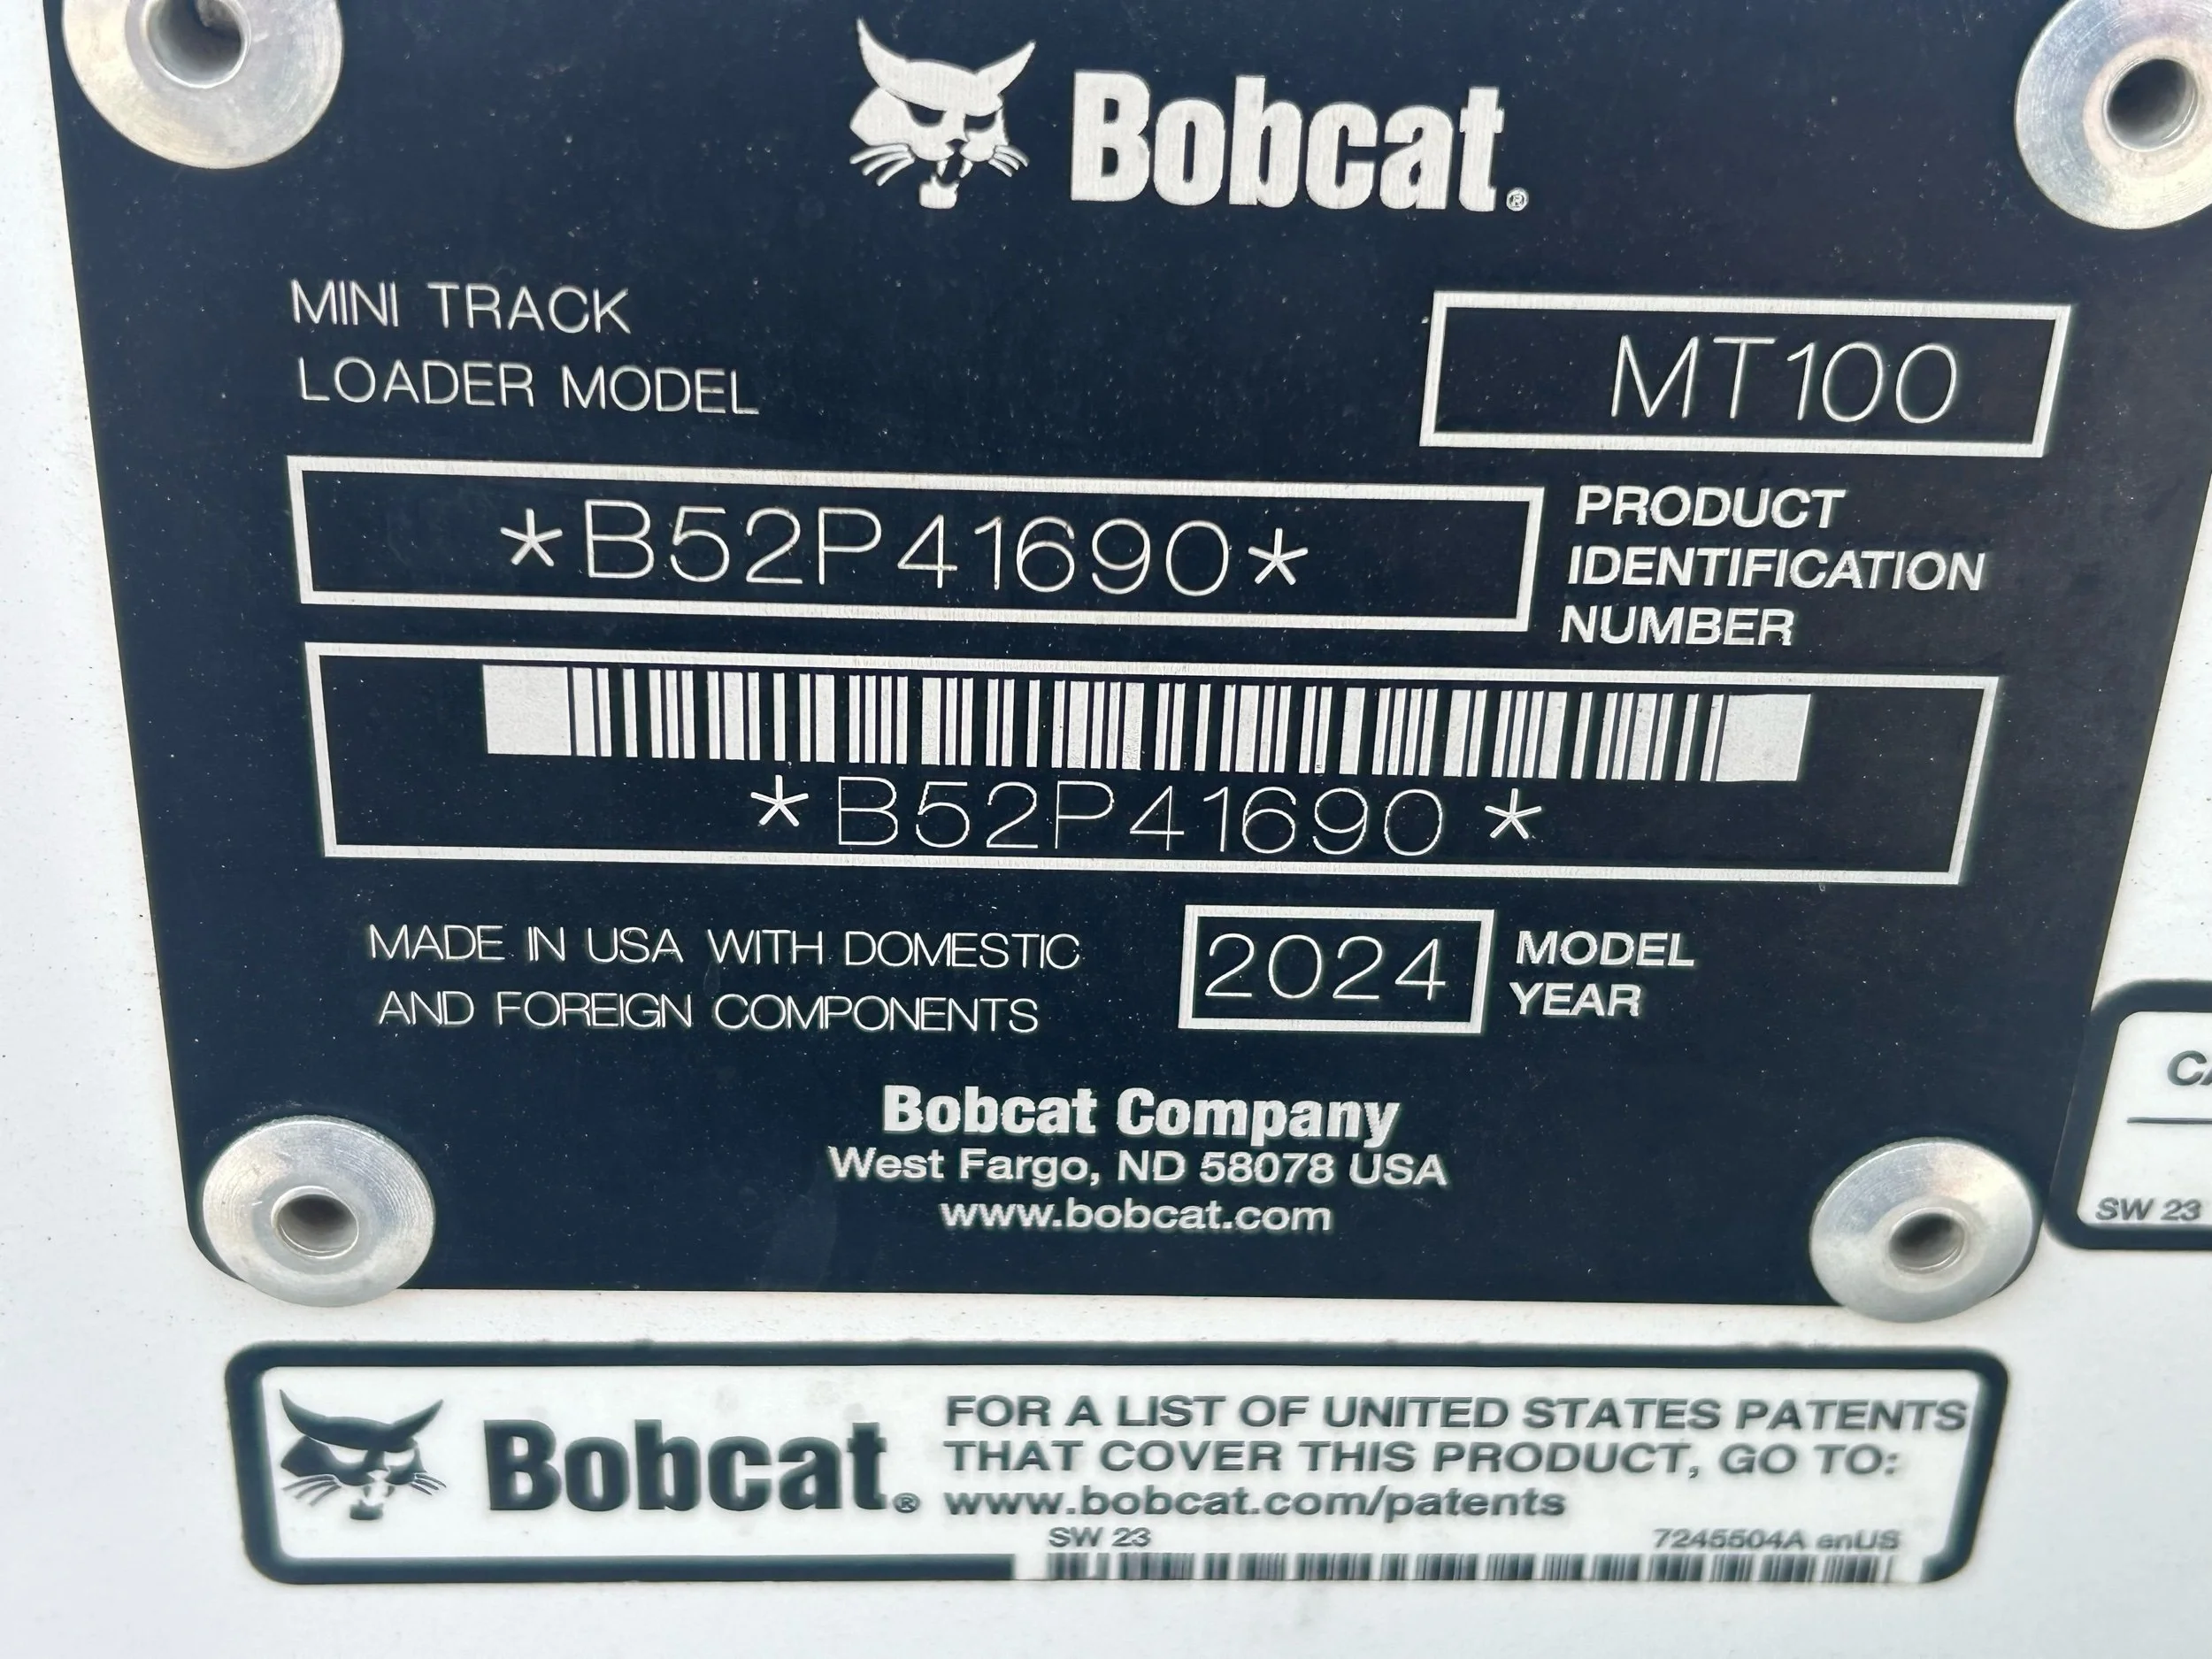 Bobcat®
MINI TRACK
LOADER MODEL
MT100
*B52P41690*
PRODUCT
IDENTIFICATION
NUMBER
*B52P41690*
MADE IN USA WITH DOMESTIC
AND FOREIGN COMPONENTS
2024
MODEL
YEAR
Bobcat Company
West Fargo, ND 58078 USA
www.bobcat.com
SW 23
Bobcat®
FOR A LIST OF UNITED STATES PATENTS
THAT COVER THIS PRODUCT, GO TO:
www.bobcat.com/patents
SW 23 7245504A enUS